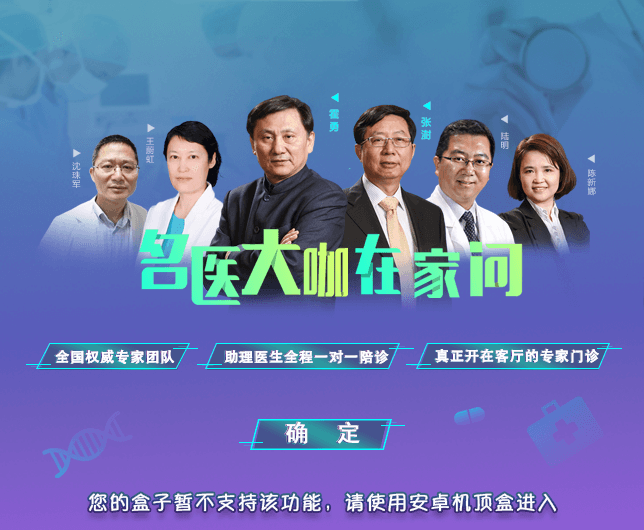 霍勇
张澍
王丽虹
陆明
沈珠军
陈新娜
名医大咖在家问
全国权威专家团队
助理医生全程一对一陪诊
真正开在客厅的专家门诊
确 定
您的盒子暂不支持该功能，请使用安卓机顶盒进入